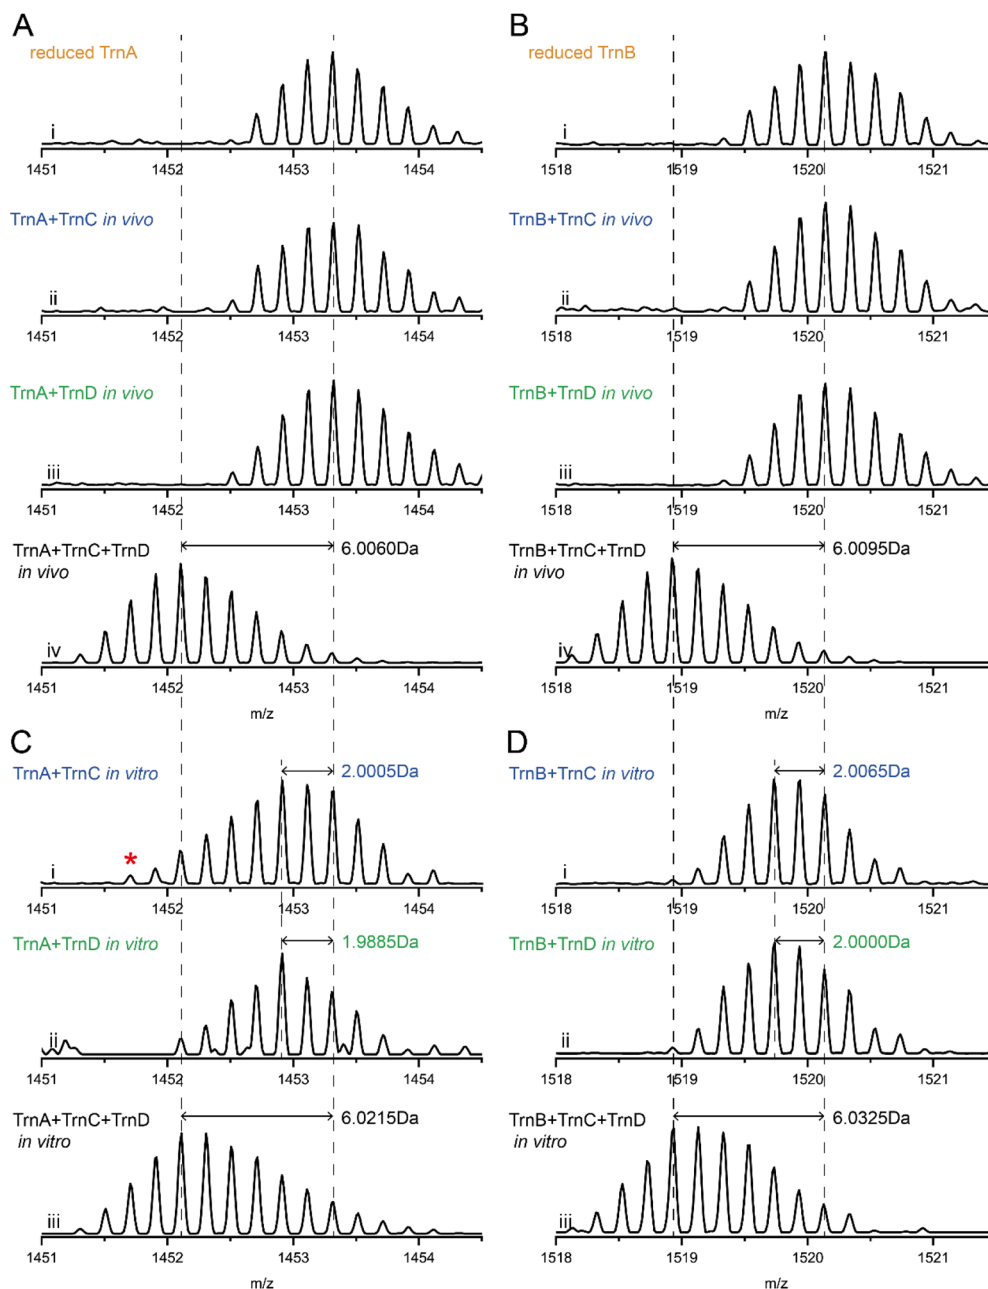 A
reduced TrnA
i
1451 1452 1453 1454
TrnA+TrnC in vivo
ii
1451 1452 1453 1454
TrnA+TrnD in vivo
iii
1451 1452 1453 1454
TrnA+TrnC+TrnD
in vivo
6.0060Da
iv
1451 1452 1453 1454
m/z
B
reduced TrnB
i
1518 1519 1520 1521
TrnB+TrnC in vivo
ii
1518 1519 1520 1521
TrnB+TrnD in vivo
iii
1518 1519 1520 1521
TrnB+TrnC+TrnD
in vivo
6.0095Da
iv
1518 1519 1520 1521
m/z
C
TrnA+TrnC in vitro
2.0005Da
*
i
1451 1452 1453 1454
TrnA+TrnD in vitro
1.9885Da
ii
1451 1452 1453 1454
TrnA+TrnC+TrnD
in vitro
6.0215Da
iii
1451 1452 1453 1454
m/z
D
TrnB+TrnC in vitro
2.0065Da
i
1518 1519 1520 1521
TrnB+TrnD in vitro
2.0000Da
ii
1518 1519 1520 1521
TrnB+TrnC+TrnD
in vitro
6.0325Da
iii
1518 1519 1520 1521
m/z